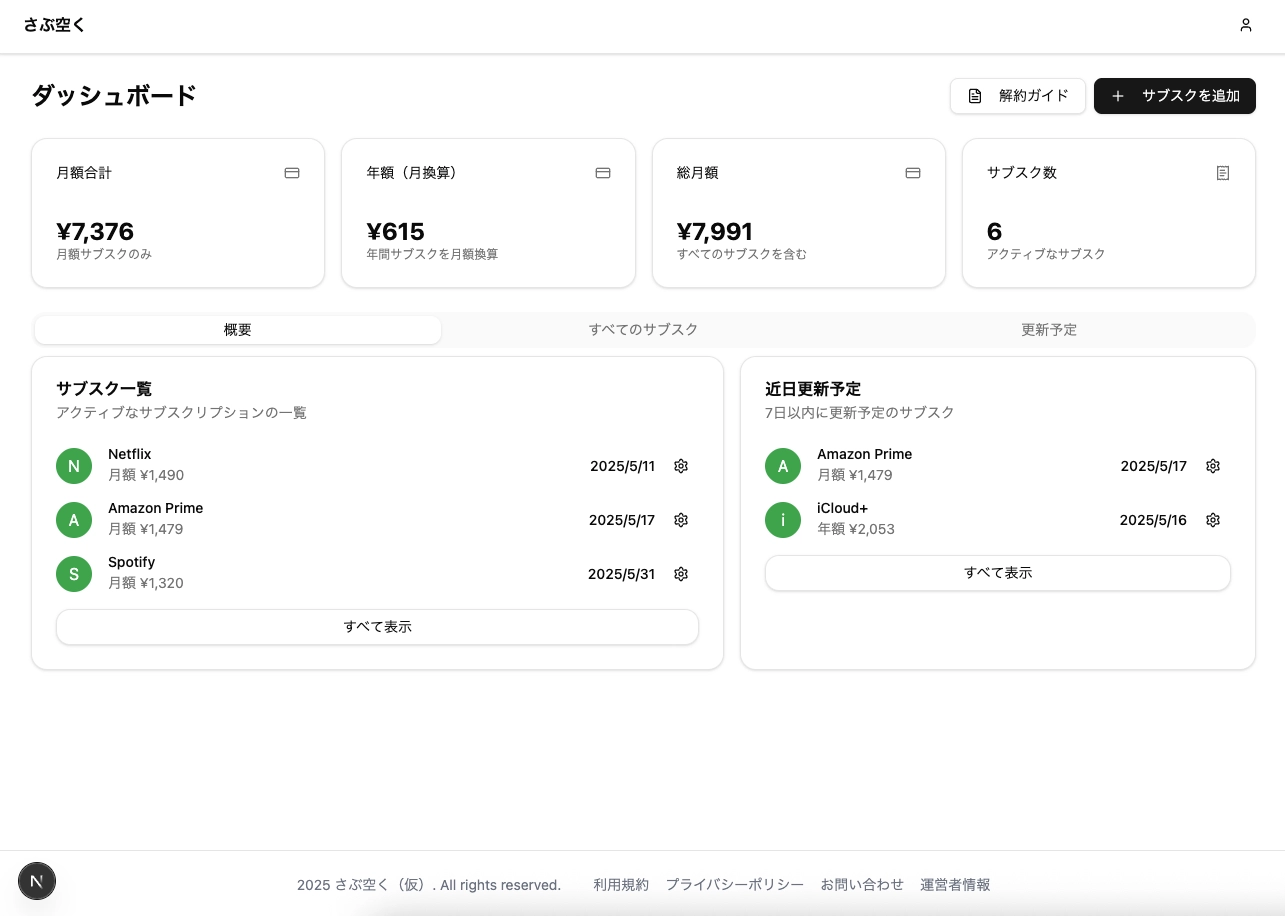 さぶ空く
ダッシュボード
解約ガイド
サブスクを追加
月額合計
¥7,376
月額サブスクのみ
年額（月換算）
¥615
年間サブスクを月額換算
総月額
¥7,991
すべてのサブスクを含む
サブスク数
6
アクティブなサブスク
概要
すべてのサブスク
更新予定
サブスク一覧
アクティブなサブスクリプションの一覧
N
Netflix
月額 ¥1,490
2025/5/11
A
Amazon Prime
月額 ¥1,479
2025/5/17
S
Spotify
月額 ¥1,320
2025/5/31
すべて表示
近日更新予定
7日以内に更新予定のサブスク
A
Amazon Prime
月額 ¥1,479
2025/5/17
i
iCloud+
年額 ¥2,053
2025/5/16
すべて表示
N
2025 さぶ空く（仮）. All rights reserved.
利用規約
プライバシーポリシー
お問い合わせ
運営者情報